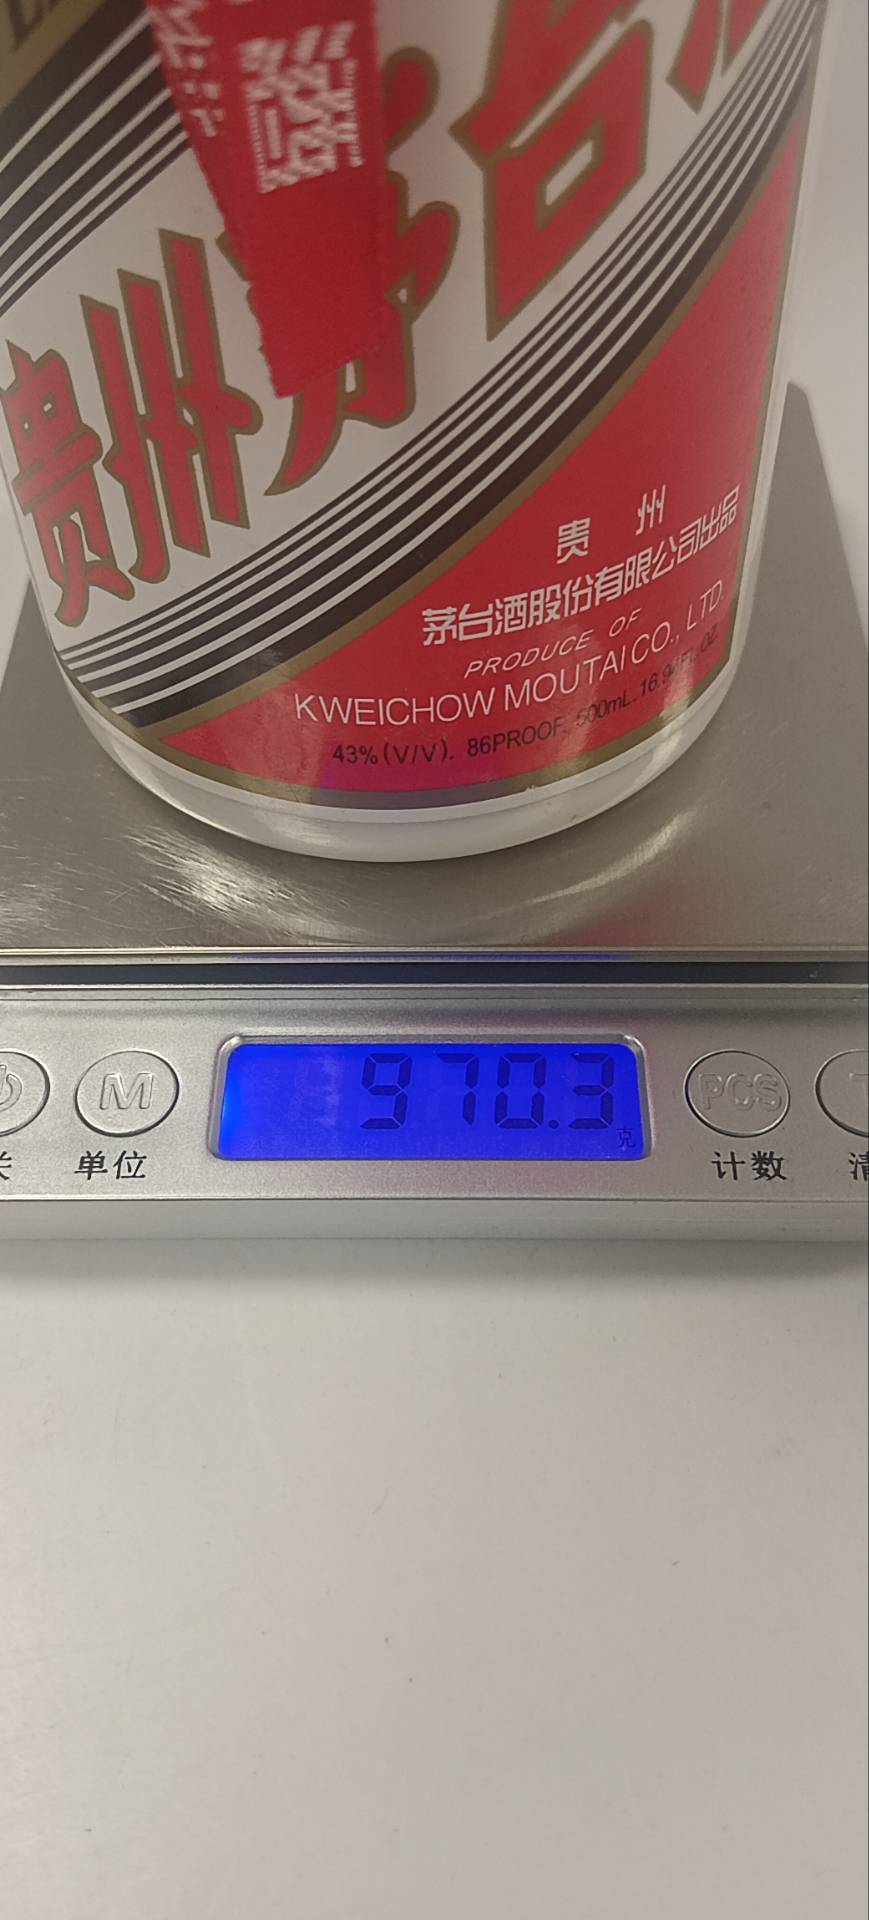 贵州茅台
贵 州
茅台酒股份有限公司出品
PRODUCE OF
KWEICHOW MOUTAI CO., LTD.
43%(V/V). 86PROOF. 500mL. 16.9FL.OZ
970.3
克
M
PCS
单位
计数